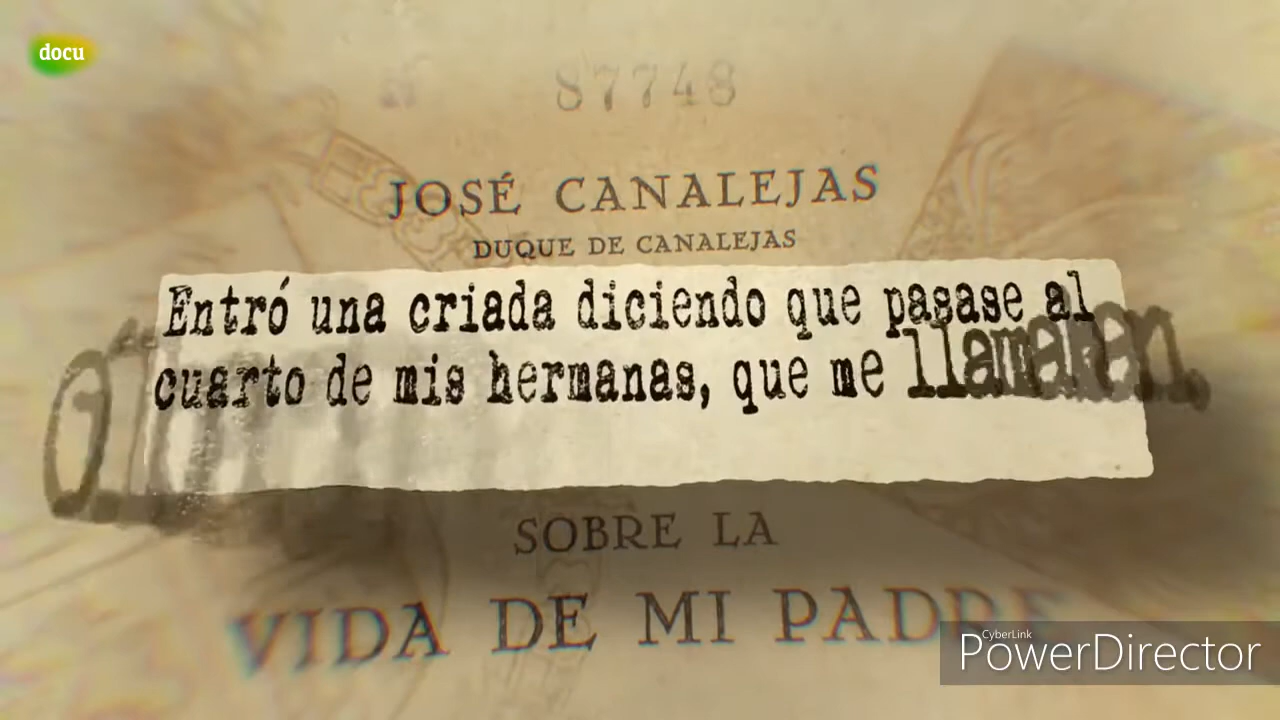 docu
87748
JOSÉ CANALEJAS
DUQUE DE CANALEJAS
Entró una criada diciendo que pasase al
cuarto de mis hermanas, que me
SOBRE LA
VIDA DE MI PADRE
CyberLink
PowerDirector